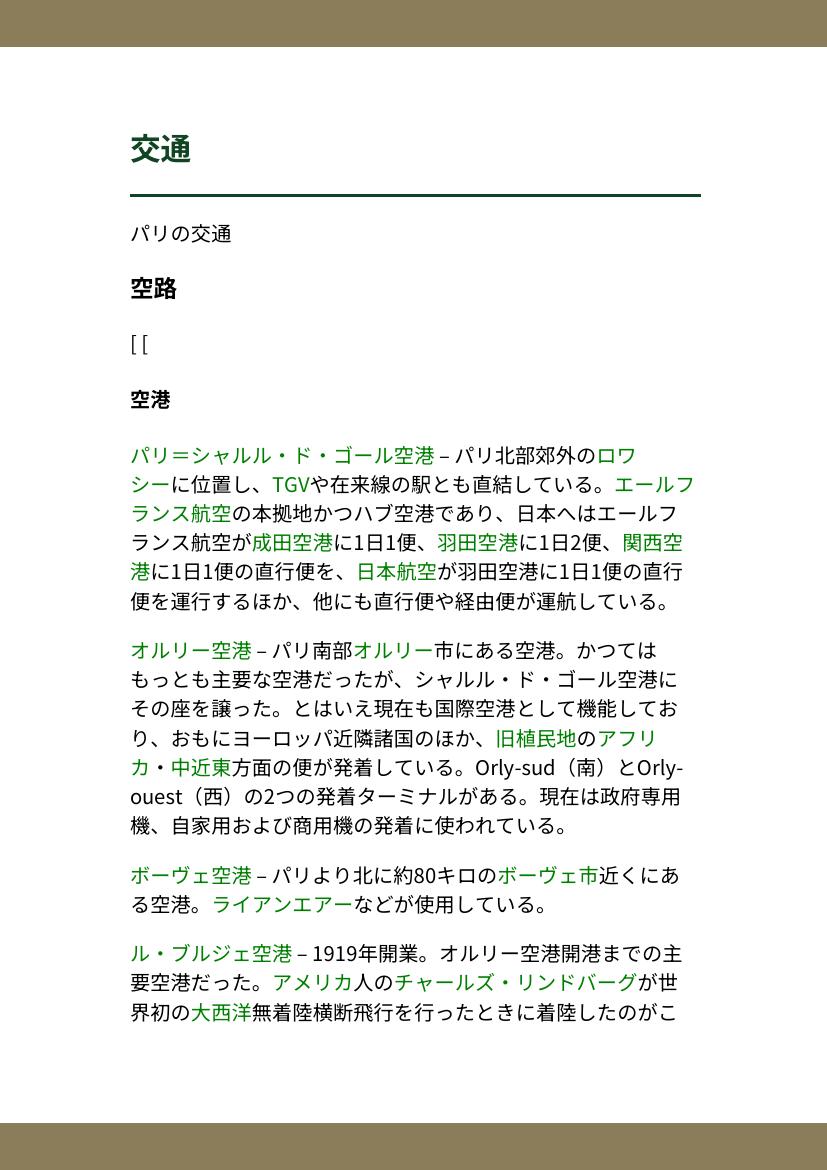 交通
パリの交通
空路
[ [
空港
パリ＝シャルル・ド・ゴール空港 – パリ北部郊外のロワ
シーに位置し、TGVや在来線の駅とも直結している。エールフ
ランス航空の本拠地かつハブ空港であり、日本へはエールフ
ランス航空が成田空港に1日1便、羽田空港に1日2便、関西空
港に1日1便の直行便を、日本航空が羽田空港に1日1便の直行
便を運行するほか、他にも直行便や経由便が運航している。
オルリー空港 – パリ南部オルリー市にある空港。かつては
もっとも主要な空港だったが、シャルル・ド・ゴール空港に
その座を譲った。とはいえ現在も国際空港として機能してお
り、おもにヨーロッパ近隣諸国のほか、旧植民地のアフリ
カ・中近東方面の便が発着している。Orly-sud（南）とOrly-
ouest（西）の2つの発着ターミナルがある。現在は政府専用
機、自家用および商用機の発着に使われている。
ボーヴェ空港 – パリより北に約80キロのボーヴェ市近くにあ
る空港。ライアンエアーなどが使用している。
ル・ブルジェ空港 – 1919年開業。オルリー空港開港までの主
要空港だった。アメリカ人のチャールズ・リンドバーグが世
界初の大西洋無着陸横断飛行を行ったときに着陸したのがこ